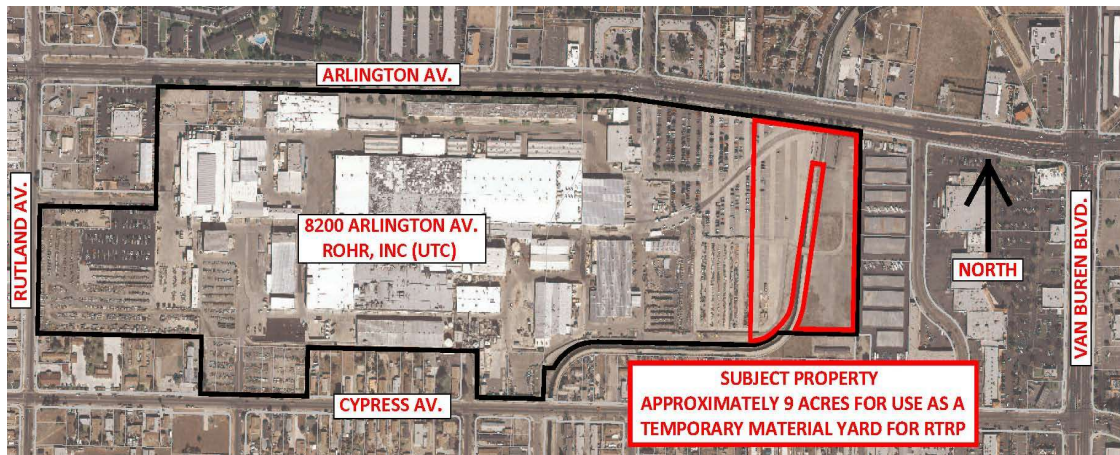 ARLINGTON AV.
RUTLAND AV.
8200 ARLINGTON AV.
ROHR, INC (UTC)
NORTH
VAN BUREN BLVD.
CYPRESS AV.
SUBJECT PROPERTY
APPROXIMATELY 9 ACRES FOR USE AS A
TEMPORARY MATERIAL YARD FOR RTRP